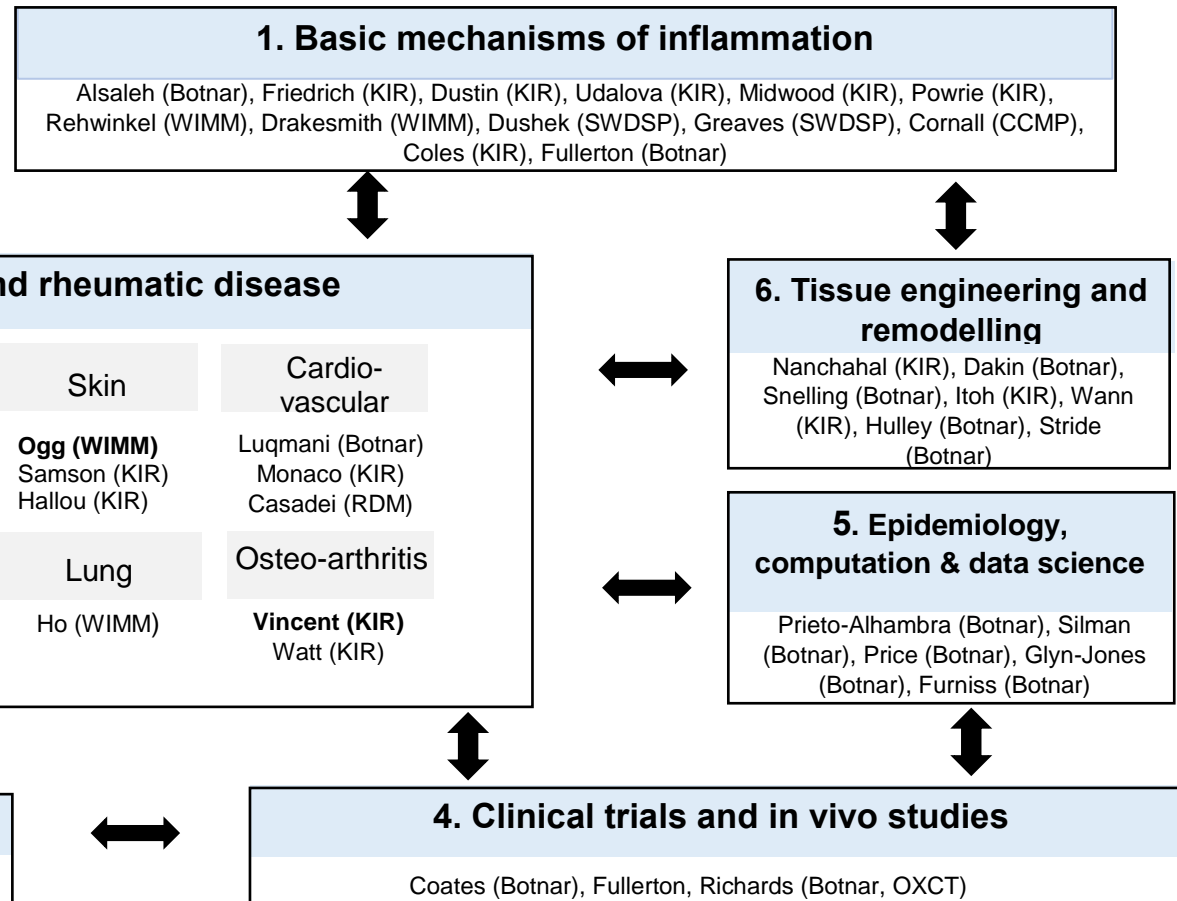 1. Basic mechanisms of inflammation
Alsaleh (Botnar), Friedrich (KIR), Dustin (KIR), Udalova (KIR), Midwood (KIR), Powrie (KIR),
Rehwinkel (WIMM), Drakesmith (WIMM), Dushek (SWDSP), Greaves (SWDSP), Cornall (CCMP),
Coles (KIR), Fullerton (Botnar)
nd rheumatic disease
Skin
Ogg (WIMM)
Samson (KIR)
Hallou (KIR)
Cardio-
vascular
Luqmani (Botnar)
Monaco (KIR)
Casadei (RDM)
Lung
Ho (WIMM)
Osteo-arthritis
Vincent (KIR)
Watt (KIR)
6. Tissue engineering and
remodelling
Nanchahal (KIR), Dakin (Botnar),
Snelling (Botnar), Itoh (KIR), Wann
(KIR), Hulley (Botnar), Stride
(Botnar)
5. Epidemiology,
computation & data science
Prieto-Alhambra (Botnar), Silman
(Botnar), Price (Botnar), Glyn-Jones
(Botnar), Furniss (Botnar)
4. Clinical trials and in vivo studies
Coates (Botnar), Fullerton, Richards (Botnar, OXCT)